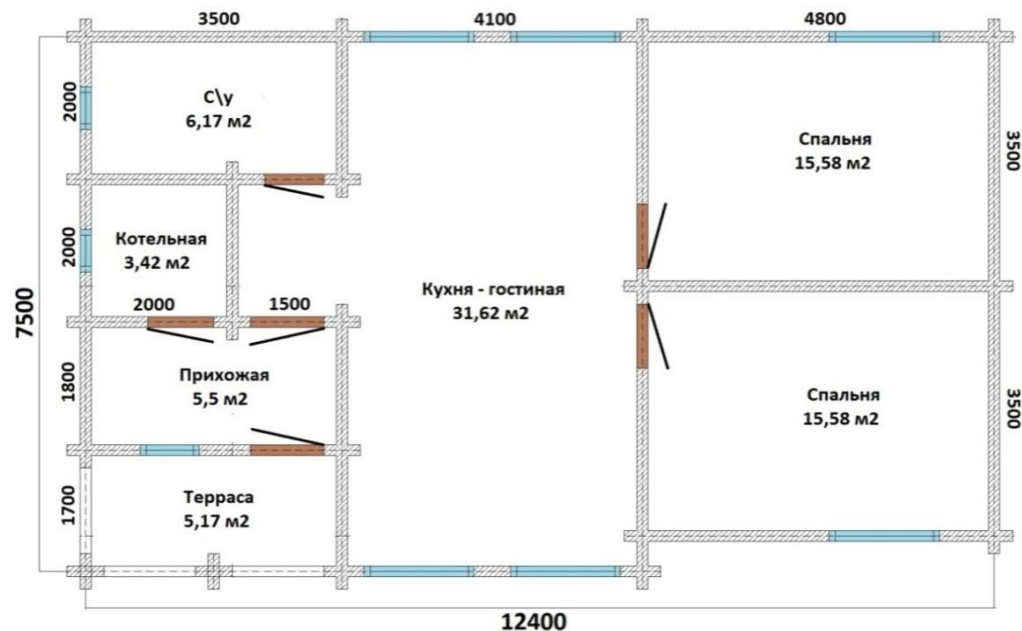 3500
4100
4800
2000
С\у
6,17 м2
Спальня
15,58 м2
3500
2000
Котельная
3,42 м2
2000
1500
Кухня - гостиная
31,62 м2
7500
1800
Прихожая
5,5 м2
Спальня
15,58 м2
3500
1700
Терраса
5,17 м2
12400